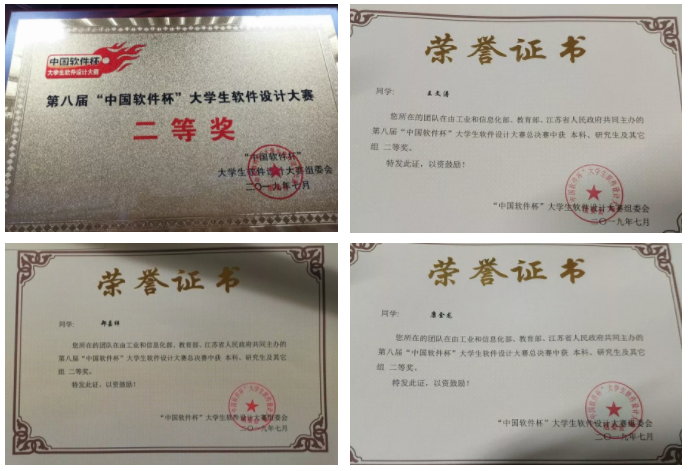 中国软件杯
大学生软件设计大赛
第八届“中国软件杯”大学生软件设计大赛
二等奖
“中国软件杯”
大学生软件设计大赛组委会
二〇一九年七月
荣誉证书
同学：
王文涛
您所在的团队在由工业和信息化部、教育部、江苏省人民政府共同主办的
第八届“中国软件杯”大学生软件设计大赛总决赛中获 本科、研究生及其它
组 二等奖。
特发此证，以资鼓励！
“中国软件杯”大学生软件设计大赛组委会
二〇一九年七月
荣誉证书
同学：
您所在的团队在由工业和信息化部、教育部、江苏省人民政府共同主办的
第八届“中国软件杯”大学生软件设计大赛总决赛中获 本科、研究生及其它
组 二等奖。
特发此证，以资鼓励！
“中国软件杯”大学生软件设计大赛组委会
二〇一九年七月
荣誉证书
同学：
您所在的团队在由工业和信息化部、教育部、江苏省人民政府共同主办的
第八届“中国软件杯”大学生软件设计大赛总决赛中获 本科、研究生及其它
组 二等奖。
特发此证，以资鼓励！
“中国软件杯”大学生软件设计大赛组委会
二〇一九年七月